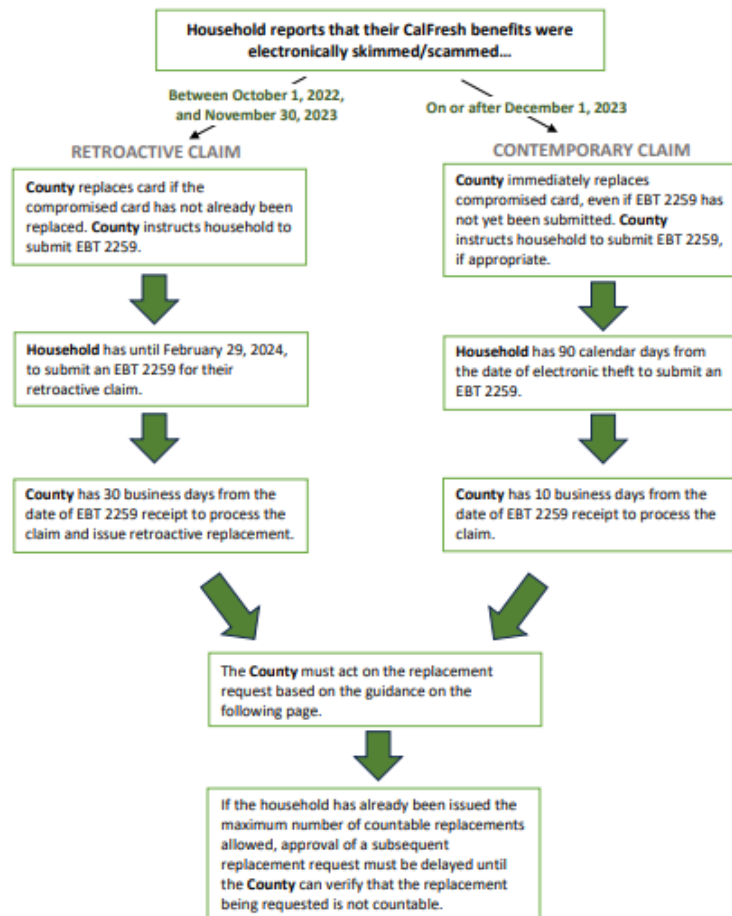 Household reports that their CalFresh benefits were
electronically skimmed/scammed...
Between October 1, 2022,
and November 30, 2023
On or after December 1, 2023
RETROACTIVE CLAIM
County replaces card if the
compromised card has not already been
replaced. County instructs household to
submit EBT 2259.
Household has until February 29, 2024,
to submit an EBT 2259 for their
retroactive claim.
County has 30 business days from the
date of EBT 2259 receipt to process the
claim and issue retroactive replacement.
CONTEMPORARY CLAIM
County immediately replaces
compromised card, even if EBT 2259 has
not yet been submitted. County
instructs household to submit EBT 2259,
if appropriate.
Household has 90 calendar days from
the date of electronic theft to submit an
EBT 2259.
County has 10 business days from the
date of EBT 2259 receipt to process the
claim.
The County must act on the replacement
request based on the guidance on the
following page.
If the household has already been issued the
maximum number of countable replacements
allowed, approval of a subsequent
replacement request must be delayed until
the County can verify that the replacement
being requested is not countable.